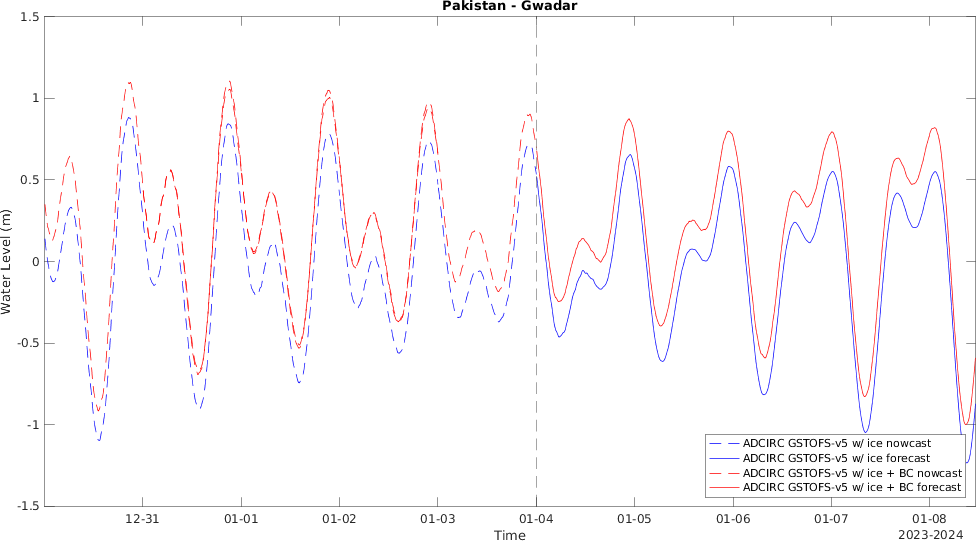 Pakistan - Gwadar
1.5
1
0.5
0
-0.5
-1
-1.5
Water Level (m)
ADCIRC GSTOFS-v5 w/ ice nowcast
ADCIRC GSTOFS-v5 w/ ice forecast
ADCIRC GSTOFS-v5 w/ ice + BC nowcast
ADCIRC GSTOFS-v5 w/ ice + BC forecast
12-31 01-01 01-02 01-03 01-04 01-05 01-06 01-07 01-08
Time
2023-2024